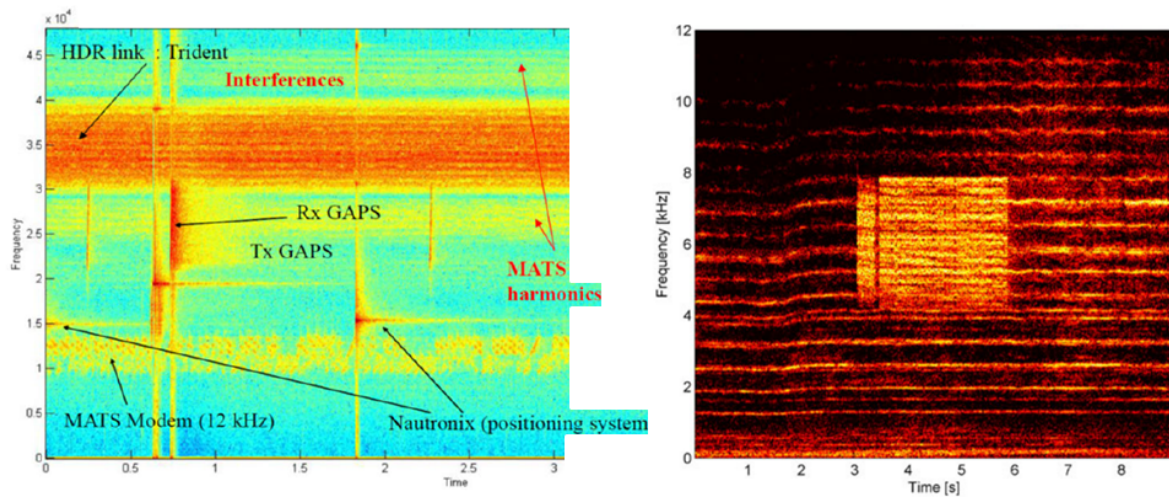 x 10⁴
HDR link : Trident
Interferences
Rx GAPS
Tx GAPS
MATS
harmonics
MATS Modem (12 kHz)
Nautronix (positioning system
Frequency
4.5
4
3.5
3
2.5
2
1.5
1
0.5
0
0
0.5
1
1.5
2
2.5
3
Time
Frequency [kHz]
12
10
8
6
4
2
0
1
2
3
4
5
6
7
8
Time [s]